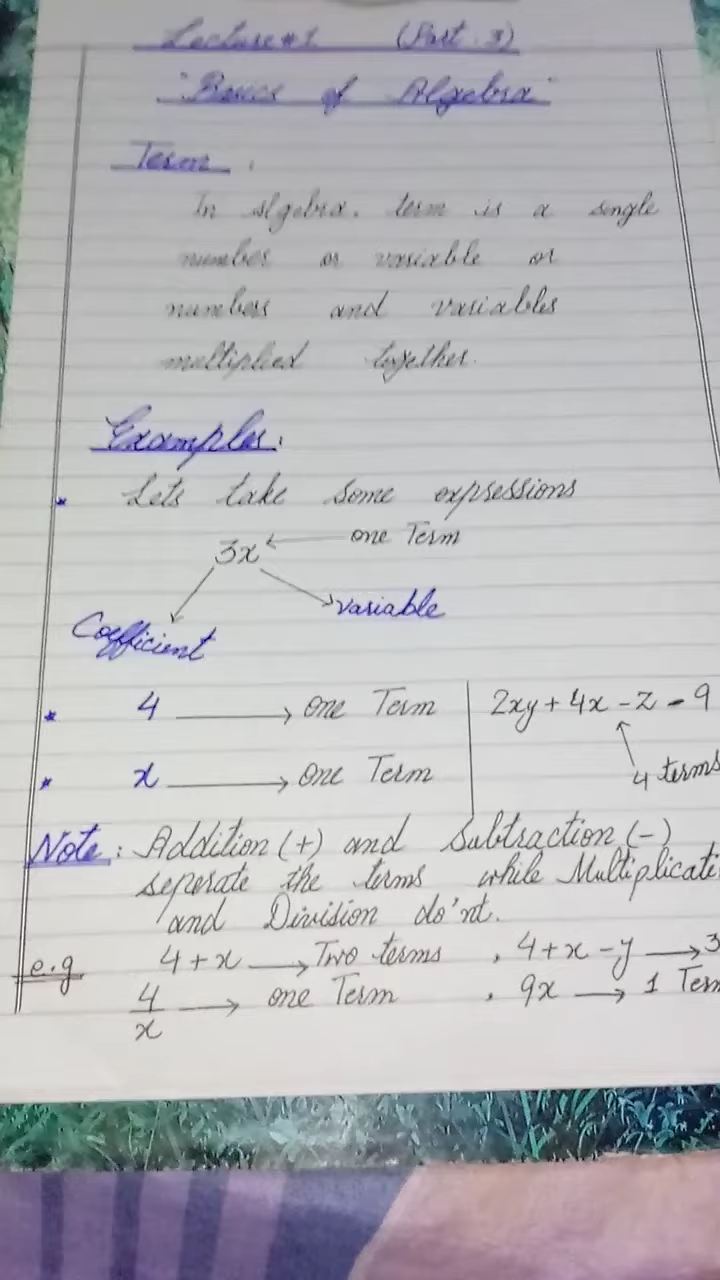 Lecture #1 (Part . 3)
"Basics of Algebra"
Term :
In algebra, term is a single
number or variable or
numbers and variables
multiplied together.
Examples:
* Lets take some expressions
3x ← one Term
Coefficient
variable
* 4 → one Term
* x → one Term
2xy + 4x - z - 9
4 terms
Note: Addition (+) and Subtraction (-)
seperate the terms while Multiplicati
and Division do'nt.
e.g 4+x → Two terms , 4+x-y → 3
4/x → one Term , 9x → 1 Term